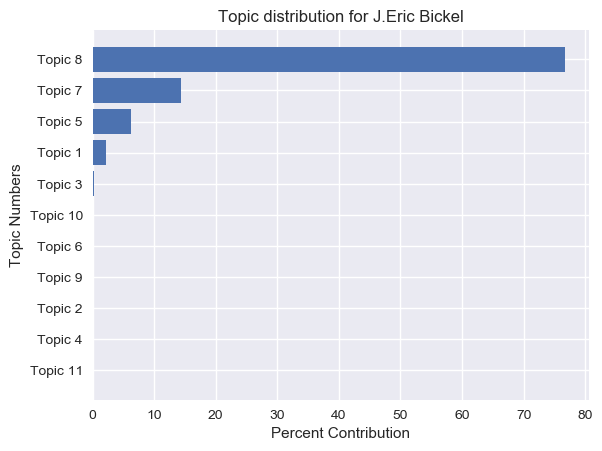 Topic distribution for J.Eric Bickel
Topic 8
Topic 7
Topic 5
Topic 1
Topic 3
Topic 10
Topic 6
Topic 9
Topic 2
Topic 4
Topic 11
Topic Numbers
0 10 20 30 40 50 60 70 80
Percent Contribution